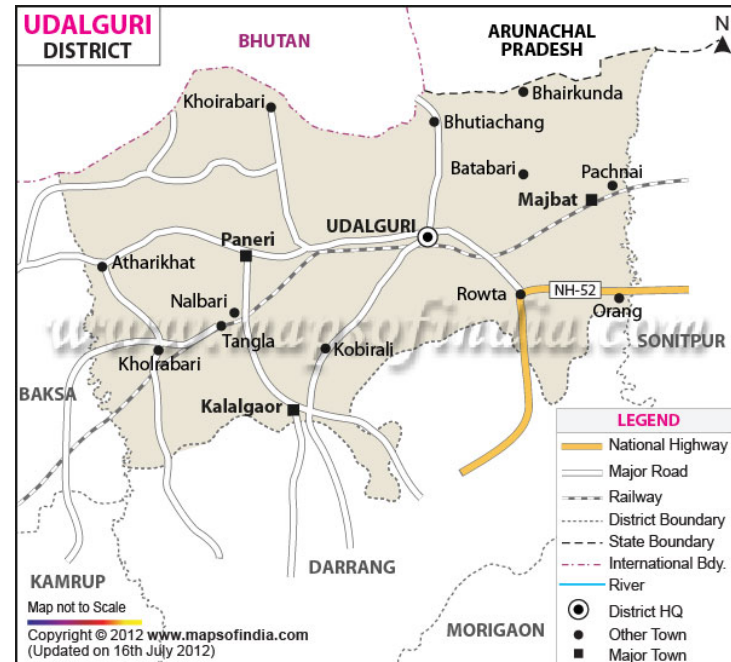 UDALGURI
DISTRICT
BHUTAN
ARUNACHAL
PRADESH
N
Khoirabari
Bhairkunda
Bhutiachang
Batabari
Pachnai
Majbat
UDALGURI
Paneri
Atharikhat
Rowta
NH-52
Orang
Nalbari
Tangla
www.mapsofindia.com
SONITPUR
Kholrabari
Kobirali
BAKSA
Kalalgaor
LEGEND
National Highway
Major Road
Railway
District Boundary
State Boundary
International Bdy.
River
District HQ
Other Town
Major Town
DARRANG
KAMRUP
MORIGAON
Map not to Scale
Copyright © 2012 www.mapsofindia.com
(Updated on 16th July 2012)